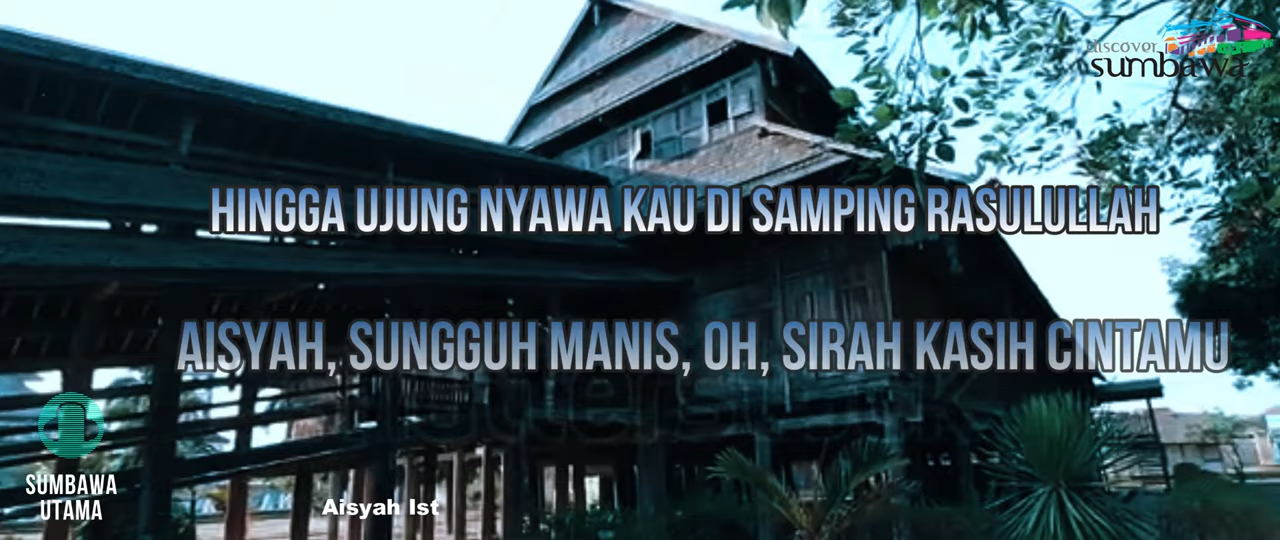 discover
sumbawa
HINGGA UJUNG NYAWA KAU DI SAMPING RASULULLAH
AISYAH, SUNGGUH MANIS, OH, SIRAH KASIH CINTAMU
SUMBAWA
UTAMA
Aisyah Ist